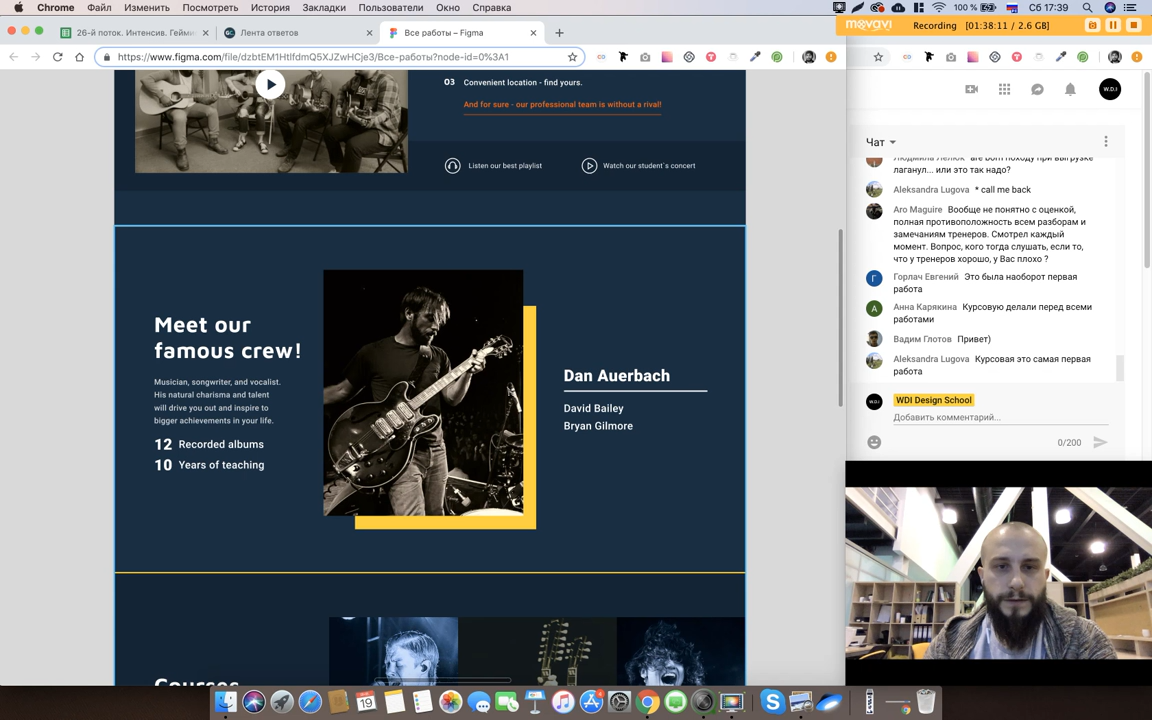 Chrome Файл Изменить Посмотреть История Закладки Пользователи Окно Справка
100 % Сб 17:39
26-й поток. Интенсив. Гейми
Лента ответов
Все работы – Figma
movavi Recording [01:38:11 / 2.6 GB]
https://www.figma.com/file/dzbtEM1HtIfdmQ5XJZwHCje3/Все-работы?node-id=0%3A1
03 Convenient location - find yours.
And for sure - our professional team is without a rival!
Listen our best playlist
Watch our student`s concert
Meet our
famous crew!
Musician, songwriter, and vocalist.
His natural charisma and talent
will drive you out and inspire to
bigger achievements in your life.
12 Recorded albums
10 Years of teaching
Dan Auerbach
David Bailey
Bryan Gilmore
Courses
W.D.I
Чат
лаганул... или это так надо?
Aleksandra Lugova * call me back
Aro Maguire Вообще не понятно с оценкой,
полная противоположность всем разборам и
замечаниям тренеров. Смотрел каждый
момент. Вопрос, кого тогда слушать, если то,
что у тренеров хорошо, у Вас плохо ?
Г Горлач Евгений Это была наоборот первая
работа
А Анна Карякина Курсовую делали перед всеми
работами
Вадим Глотов Привет)
Aleksandra Lugova Курсовая это самая первая
работа
W.D.I WDI Design School
Добавить комментарий...
0/200
19